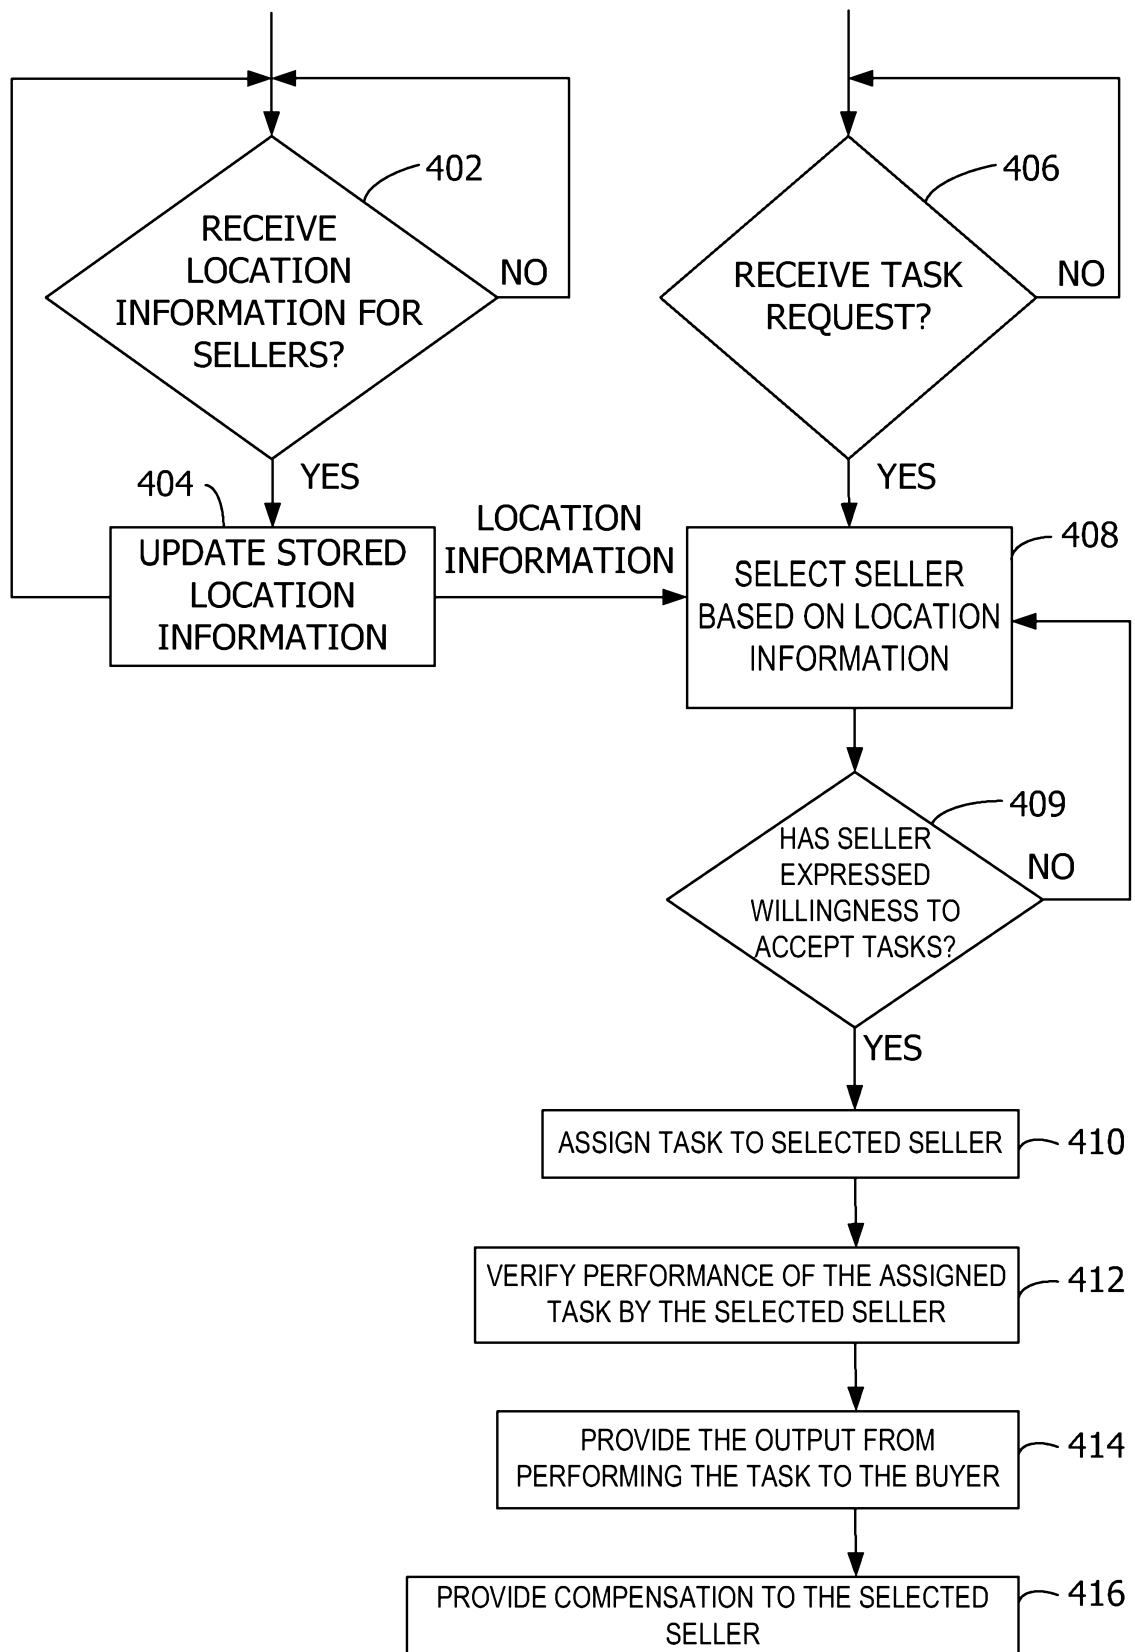 402
RECEIVE
LOCATION
INFORMATION FOR
SELLERS?
NO
YES
404
UPDATE STORED
LOCATION
INFORMATION
LOCATION
INFORMATION
406
RECEIVE TASK
REQUEST?
NO
YES
408
SELECT SELLER
BASED ON LOCATION
INFORMATION
409
HAS SELLER
EXPRESSED
WILLINGNESS TO
ACCEPT TASKS?
NO
YES
ASSIGN TASK TO SELECTED SELLER
410
VERIFY PERFORMANCE OF THE ASSIGNED
TASK BY THE SELECTED SELLER
412
PROVIDE THE OUTPUT FROM
PERFORMING THE TASK TO THE BUYER
414
PROVIDE COMPENSATION TO THE SELECTED
SELLER
416